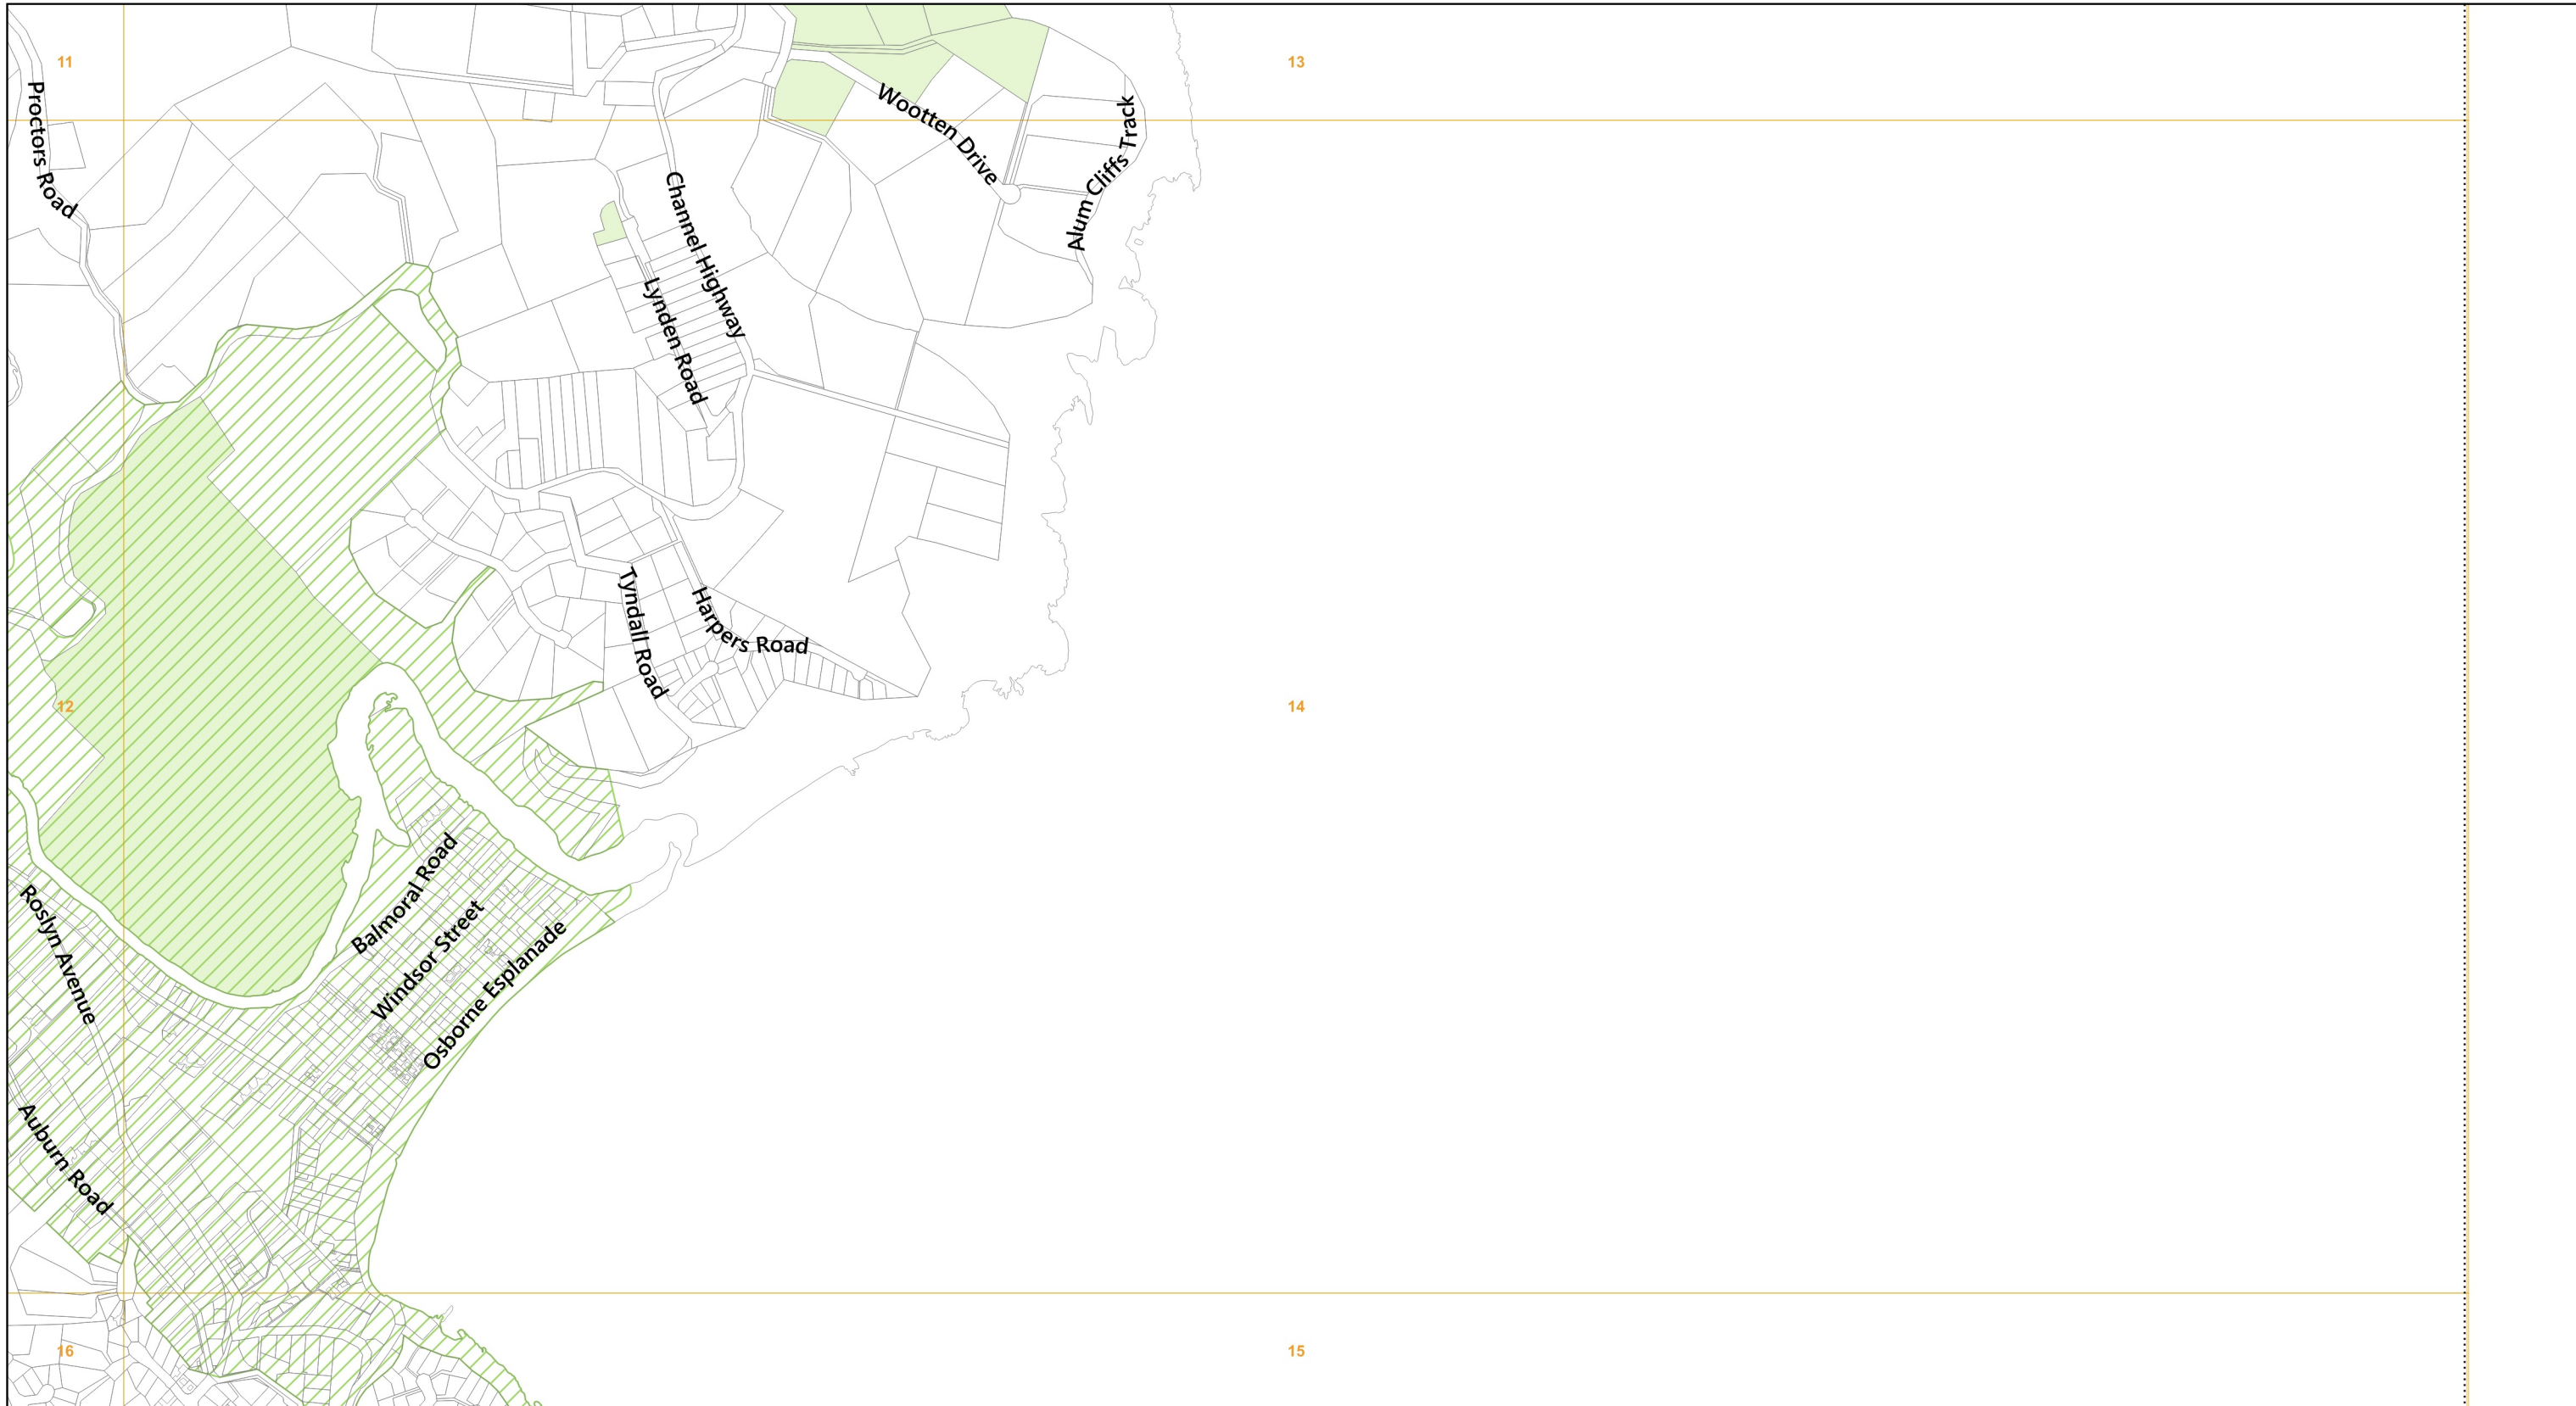 11
13
Proctors Road
Wootten Drive
Alum Cliffs Track
Channel Highway
Lynden Road
Tyndall Road
Harpers Road
12
14
Balmoral Road
Roslyn Avenue
Windsor Street
Osborne Esplanade
Auburn Road
16
15